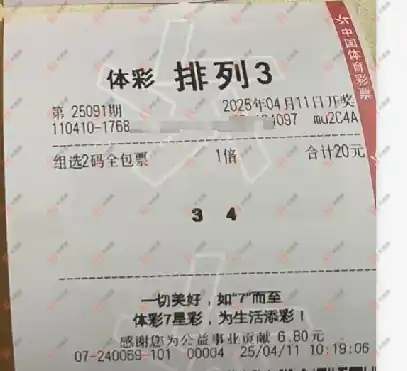 中国体育彩票
体彩 排列3
第 25091期 2025年04月11日开奖
110410-1768 4097 mu2C4A
组选2码全包票 1倍 合计20元
3 4
一切美好，如“7”而至
体彩7星彩，为生活添彩！
感谢您为公益事业贡献 6.80元
07-240059-101 00004 25/04/11 10:19:06